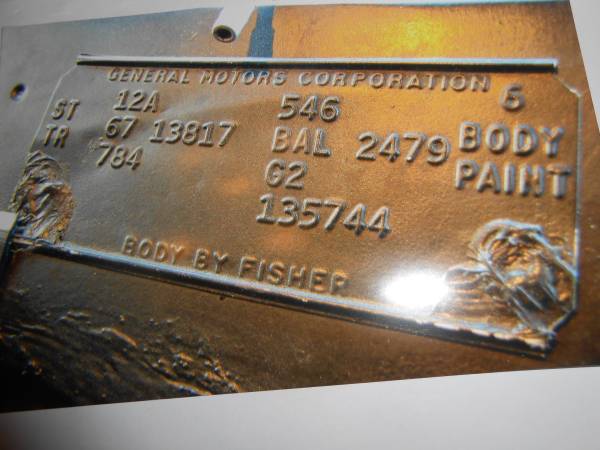 GENERAL MOTORS CORPORATION 6
12A 546
ST 67 13817 BAL 2479 BODY
TR 784 G2 PAINT
135744
BODY BY FISHER